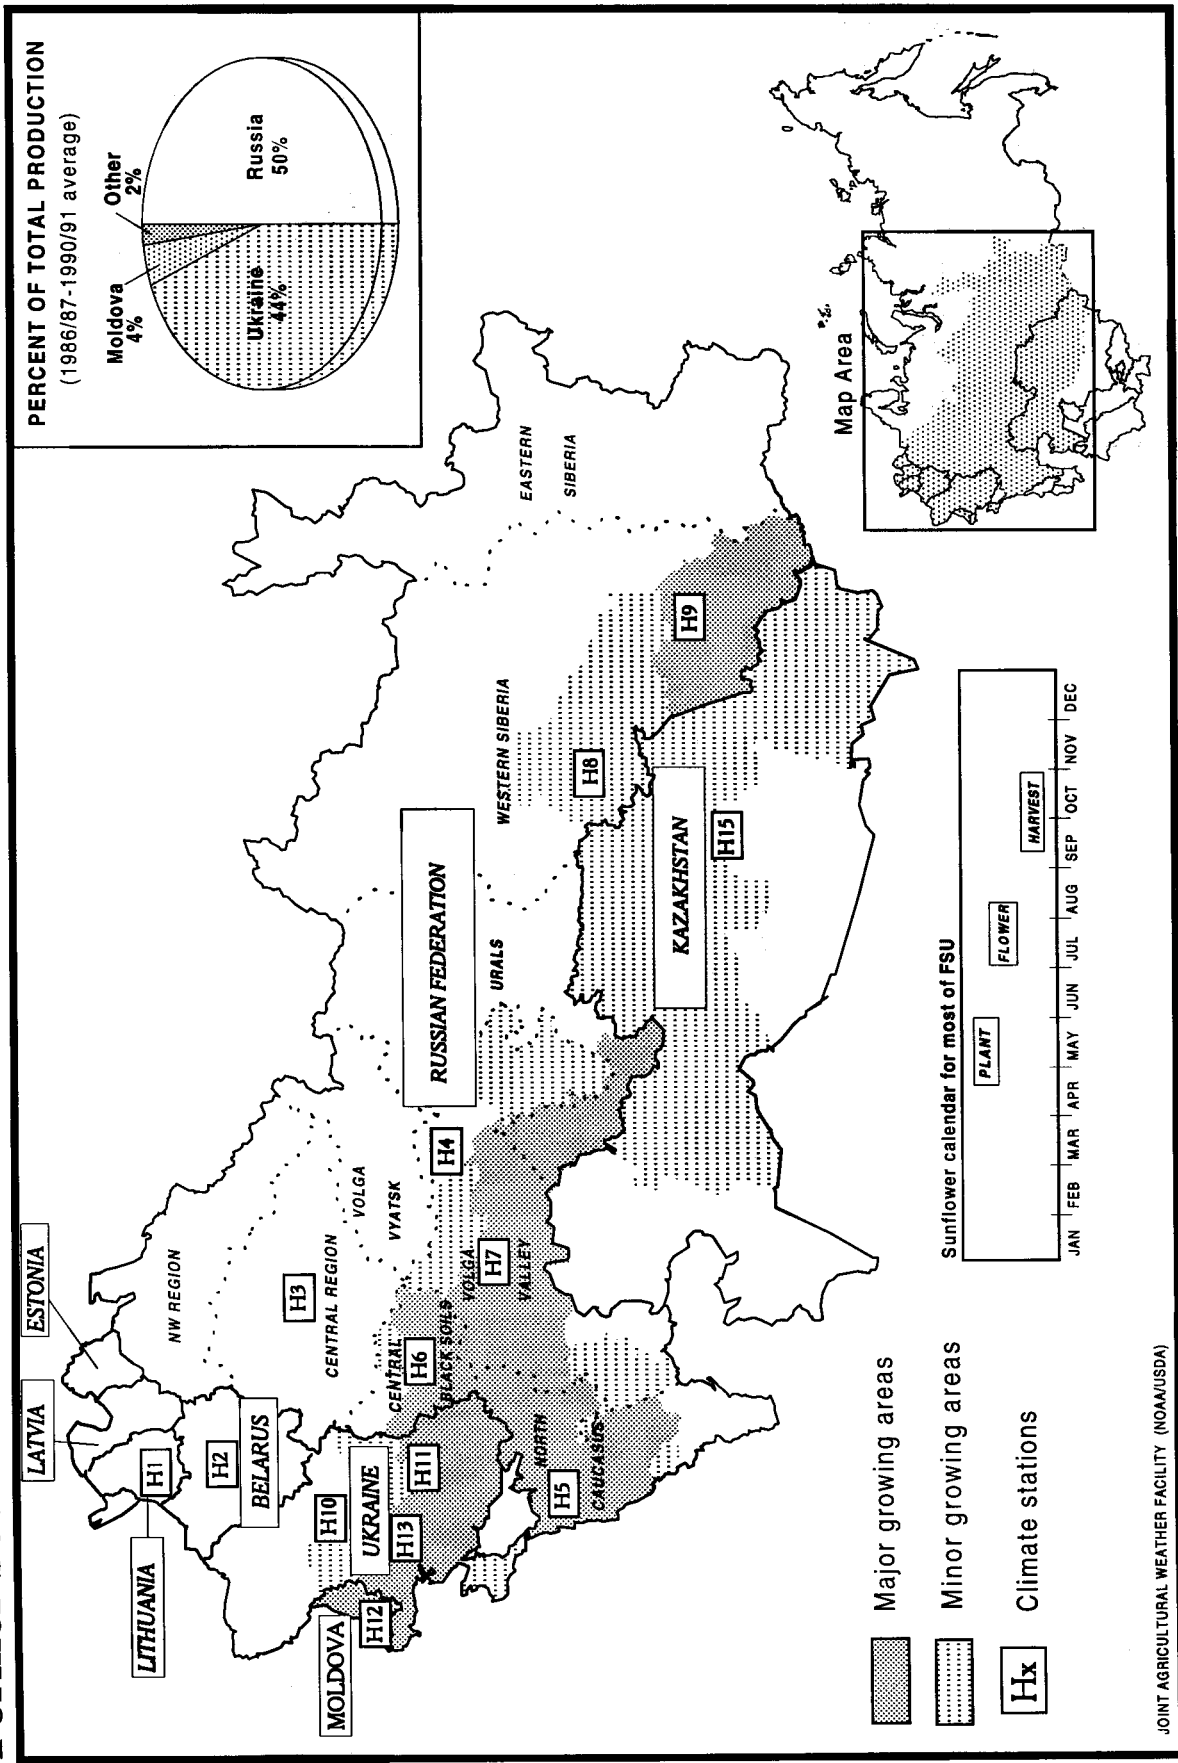 PERCENT OF TOTAL PRODUCTION
(1986/87-1990/91 average)
Moldova
4%
Other
2%
Ukraine
44%
Russia
50%
ESTONIA
LATVIA
LITHUANIA
BELARUS
UKRAINE
MOLDOVA
RUSSIAN FEDERATION
KAZAKHSTAN
NW REGION
CENTRAL REGION
VOLGA
VYATSK
CENTRAL
BLACK SOILS
VOLGA
VALLEY
NORTH
CAUCASUS
URALS
WESTERN SIBERIA
EASTERN
SIBERIA
H1
H2
H3
H4
H5
H6
H7
H8
H9
H10
H11
H12
H13
H15
Map Area
Major growing areas
Minor growing areas
Hx
Climate stations
Sunflower calendar for most of FSU
PLANT
FLOWER
HARVEST
JAN FEB MAR APR MAY JUN JUL AUG SEP OCT NOV DEC
JOINT AGRICULTURAL WEATHER FACILITY (NOAA/USDA)